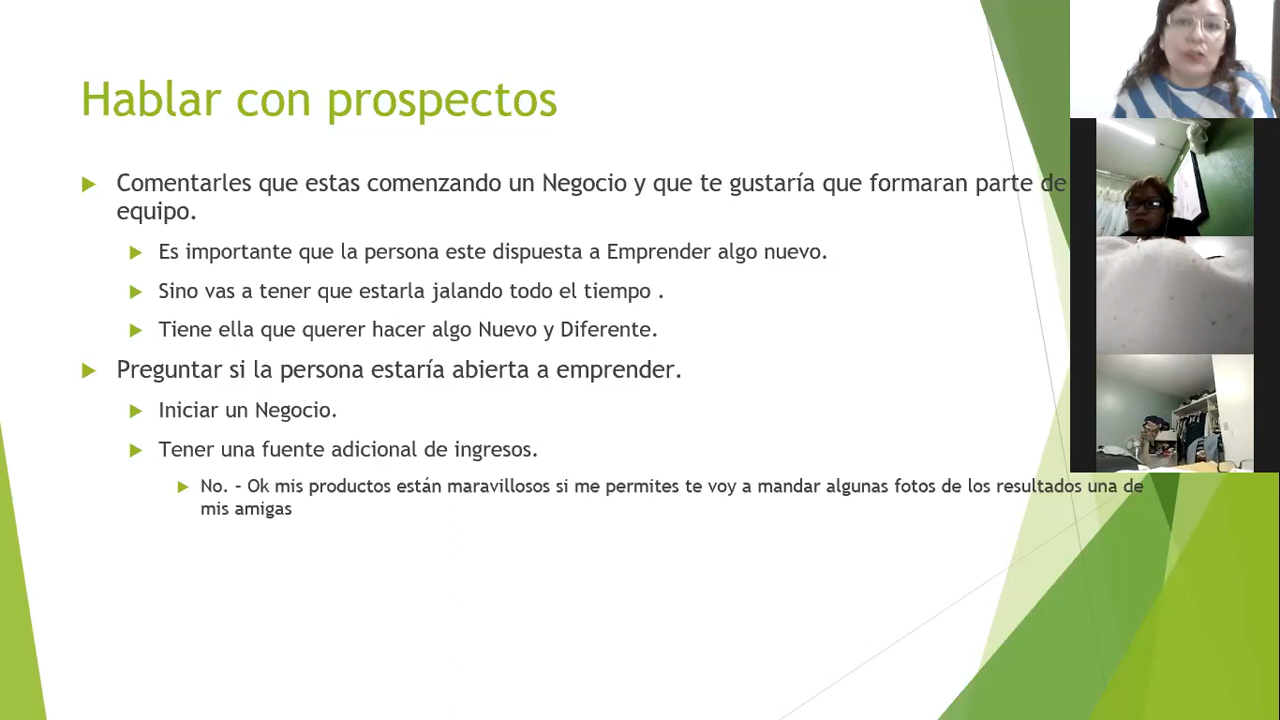 Hablar con prospectos
Comentarles que estas comenzando un Negocio y que te gustaría que formaran parte de
equipo.
Es importante que la persona este dispuesta a Emprender algo nuevo.
Sino vas a tener que estarla jalando todo el tiempo .
Tiene ella que querer hacer algo Nuevo y Diferente.
Preguntar si la persona estaría abierta a emprender.
Iniciar un Negocio.
Tener una fuente adicional de ingresos.
No. – Ok mis productos están maravillosos si me permites te voy a mandar algunas fotos de los resultados una de
mis amigas